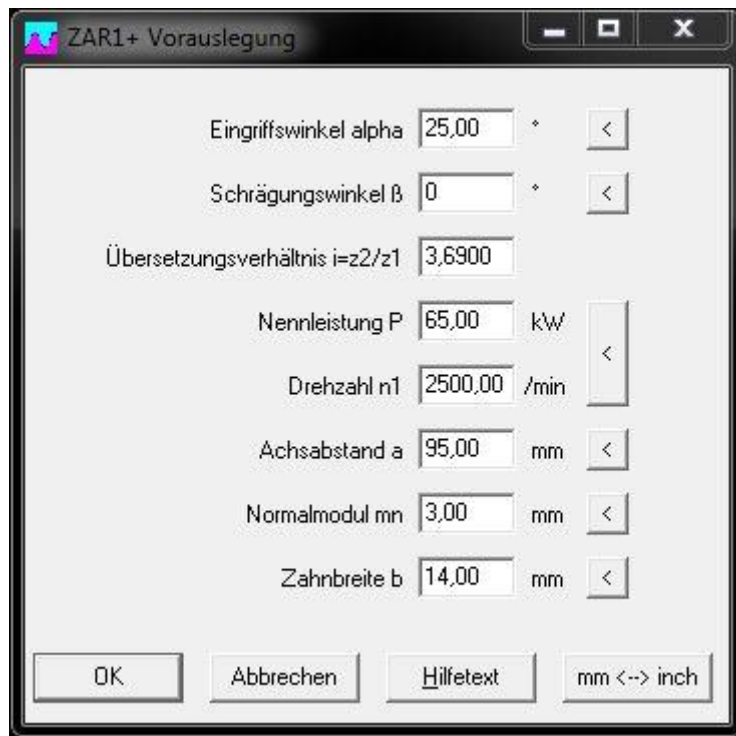 ZAR1+ Vorauslegung
Eingriffswinkel alpha 25,00 ° <
Schrägungswinkel ß 0 ° <
Übersetzungsverhältnis i=z2/z1 3,6900
Nennleistung P 65,00 kW
<
Drehzahl n1 2500,00 /min
Achsabstand a 95,00 mm <
Normalmodul mn 3,00 mm <
Zahnbreite b 14,00 mm <
OK Abbrechen Hilfetext mm <--> inch